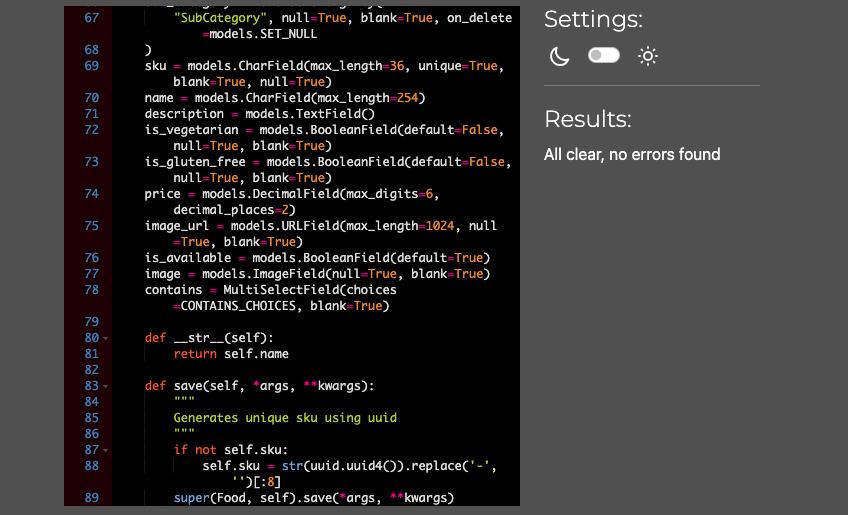 67 "SubCategory", null=True, blank=True, on_delete
=models.SET_NULL
68 )
69 sku = models.CharField(max_length=36, unique=True,
blank=True, null=True)
70 name = models.CharField(max_length=254)
71 description = models.TextField()
72 is_vegetarian = models.BooleanField(default=False,
null=True, blank=True)
73 is_gluten_free = models.BooleanField(default=False,
null=True, blank=True)
74 price = models.DecimalField(max_digits=6,
decimal_places=2)
75 image_url = models.URLField(max_length=1024, null
=True, blank=True)
76 is_available = models.BooleanField(default=True)
77 image = models.ImageField(null=True, blank=True)
78 contains = MultiSelectField(choices
=CONTAINS_CHOICES, blank=True)
79
80 def __str__(self):
81 return self.name
82
83 def save(self, *args, **kwargs):
84 """
85 Generates unique sku using uuid
86 """
87 if not self.sku:
88 self.sku = str(uuid.uuid4()).replace('-',
'')[:8]
89 super(Food, self).save(*args, **kwargs)
Settings:
Results:
All clear, no errors found